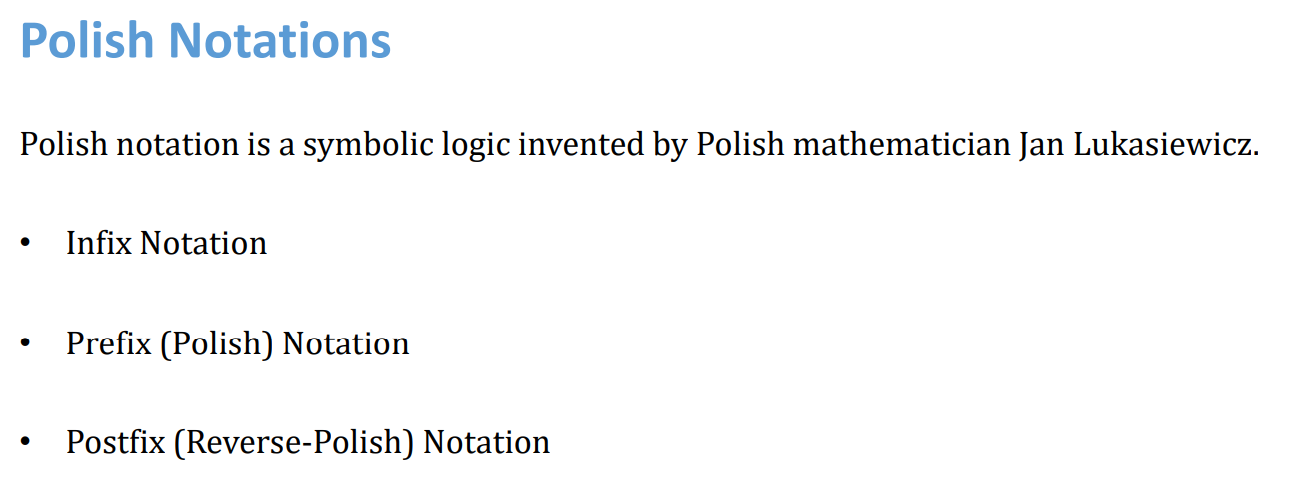 Polish Notations
Polish notation is a symbolic logic invented by Polish mathematician Jan Lukasiewicz.
• Infix Notation
• Prefix (Polish) Notation
• Postfix (Reverse-Polish) Notation